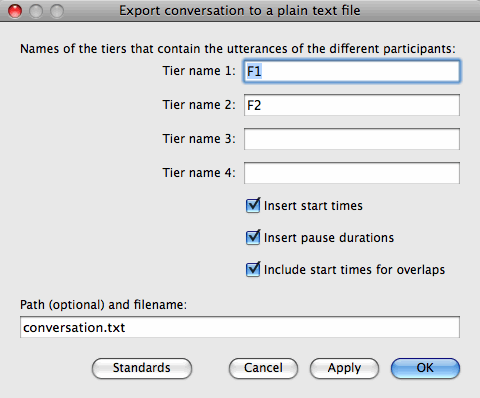 Export conversation to a plain text file
Names of the tiers that contain the utterances of the different participants:
Tier name 1: F1
Tier name 2: F2
Tier name 3:
Tier name 4:
Insert start times
Insert pause durations
Include start times for overlaps
Path (optional) and filename:
conversation.txt
Standards Cancel Apply OK